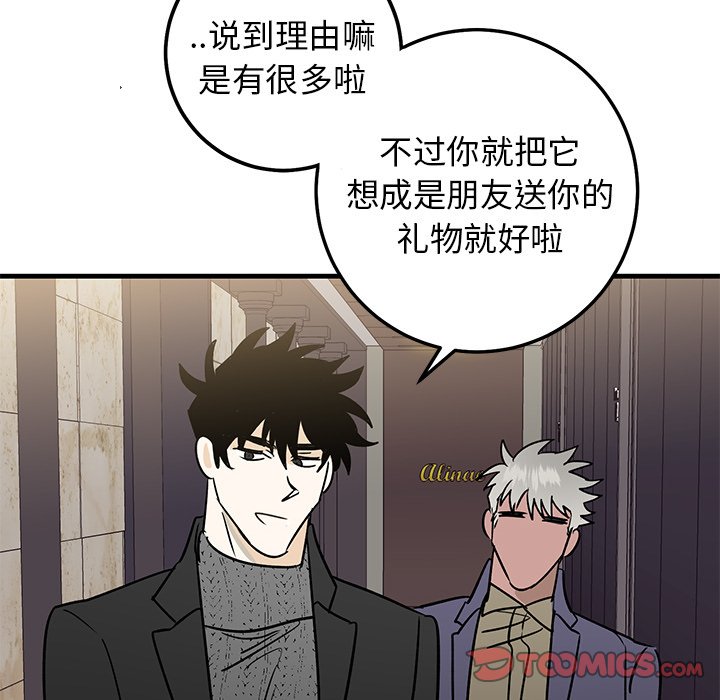 ..说到理由嘛
是有很多啦
不过你就把它
想成是朋友送你的
礼物就好啦
Alinac
TOOMICS.COM